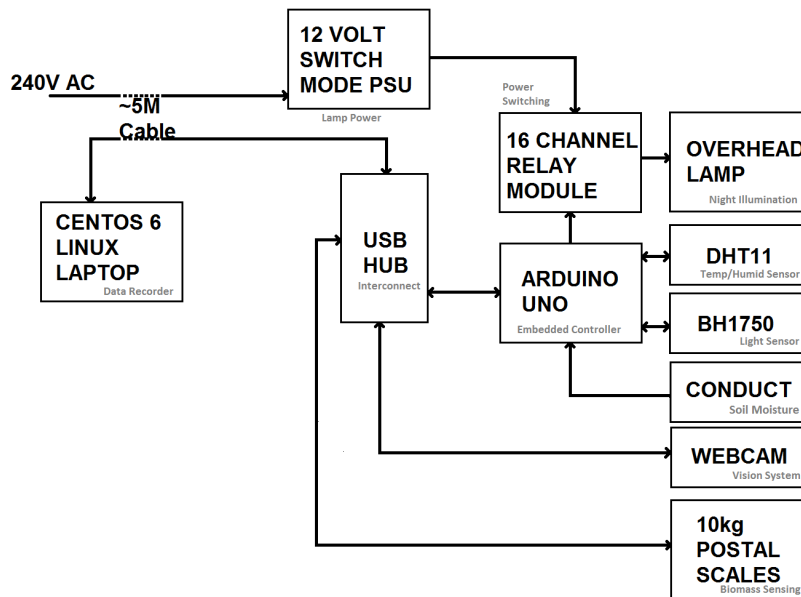 12 VOLT
SWITCH
MODE PSU
Lamp Power
240V AC
~5M
Cable
Power
Switching
16 CHANNEL
RELAY
MODULE
OVERHEAD
LAMP
Night Illumination
CENTOS 6
LINUX
LAPTOP
Data Recorder
USB
HUB
Interconnect
ARDUINO
UNO
Embedded Controller
DHT11
Temp/Humid Sensor
BH1750
Light Sensor
CONDUCT
Soil Moisture
WEBCAM
Vision System
10kg
POSTAL
SCALES
Biomass Sensing